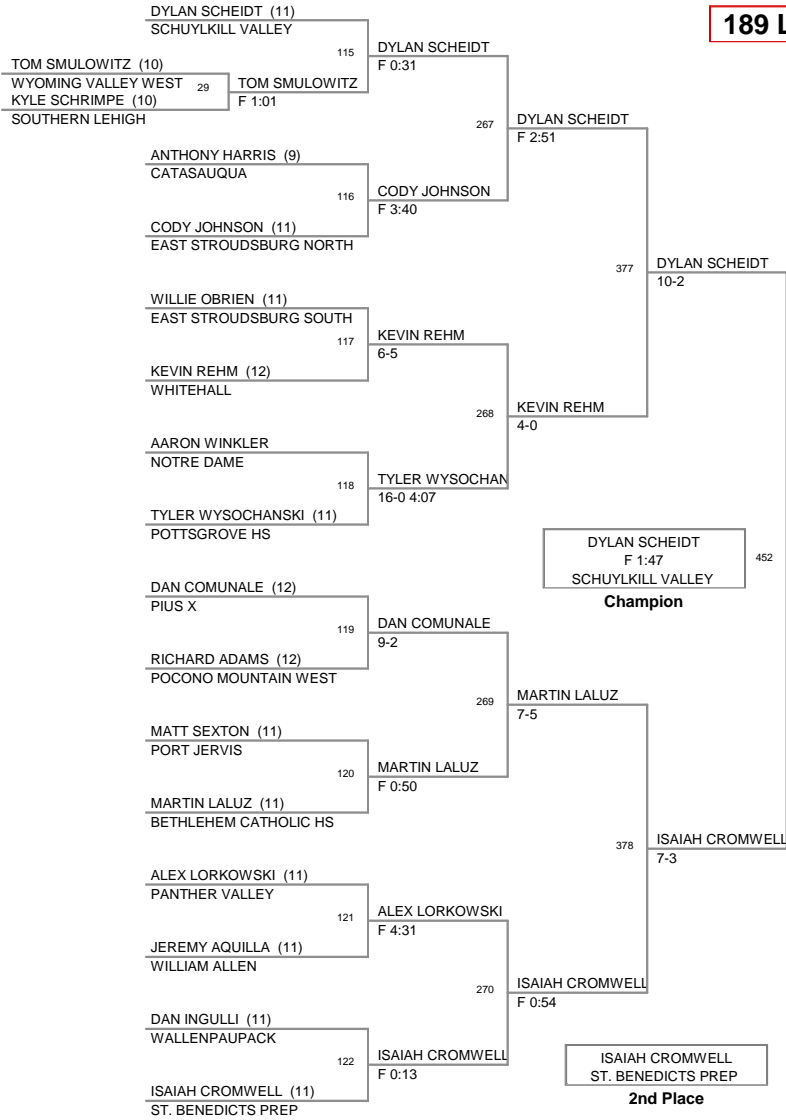 189 L
DYLAN SCHEIDT (11)
SCHUYLKILL VALLEY
115
DYLAN SCHEIDT
F 0:31
TOM SMULOWITZ (10)
WYOMING VALLEY WEST
29
KYLE SCHRIMPE (10)
SOUTHERN LEHIGH
TOM SMULOWITZ
F 1:01
267
DYLAN SCHEIDT
F 2:51
ANTHONY HARRIS (9)
CATASAUQUA
116
CODY JOHNSON
F 3:40
CODY JOHNSON (11)
EAST STROUDSBURG NORTH
377
DYLAN SCHEIDT
10-2
WILLIE OBRIEN (11)
EAST STROUDSBURG SOUTH
117
KEVIN REHM
6-5
KEVIN REHM (12)
WHITEHALL
268
KEVIN REHM
4-0
AARON WINKLER
NOTRE DAME
118
TYLER WYSOCHAN
16-0 4:07
TYLER WYSOCHANSKI (11)
POTTSGROVE HS
DYLAN SCHEIDT
F 1:47
SCHUYLKILL VALLEY
452
Champion
DAN COMUNALE (12)
PIUS X
119
DAN COMUNALE
9-2
RICHARD ADAMS (12)
POCONO MOUNTAIN WEST
269
MARTIN LALUZ
7-5
MATT SEXTON (11)
PORT JERVIS
120
MARTIN LALUZ
F 0:50
MARTIN LALUZ (11)
BETHLEHEM CATHOLIC HS
378
ISAIAH CROMWELL
7-3
ALEX LORKOWSKI (11)
PANTHER VALLEY
121
ALEX LORKOWSKI
F 4:31
JEREMY AQUILLA (11)
WILLIAM ALLEN
270
ISAIAH CROMWELL
F 0:54
DAN INGULLI (11)
WALLENPAUPACK
122
ISAIAH CROMWELL
F 0:13
ISAIAH CROMWELL (11)
ST. BENEDICTS PREP
ISAIAH CROMWELL
ST. BENEDICTS PREP
2nd Place